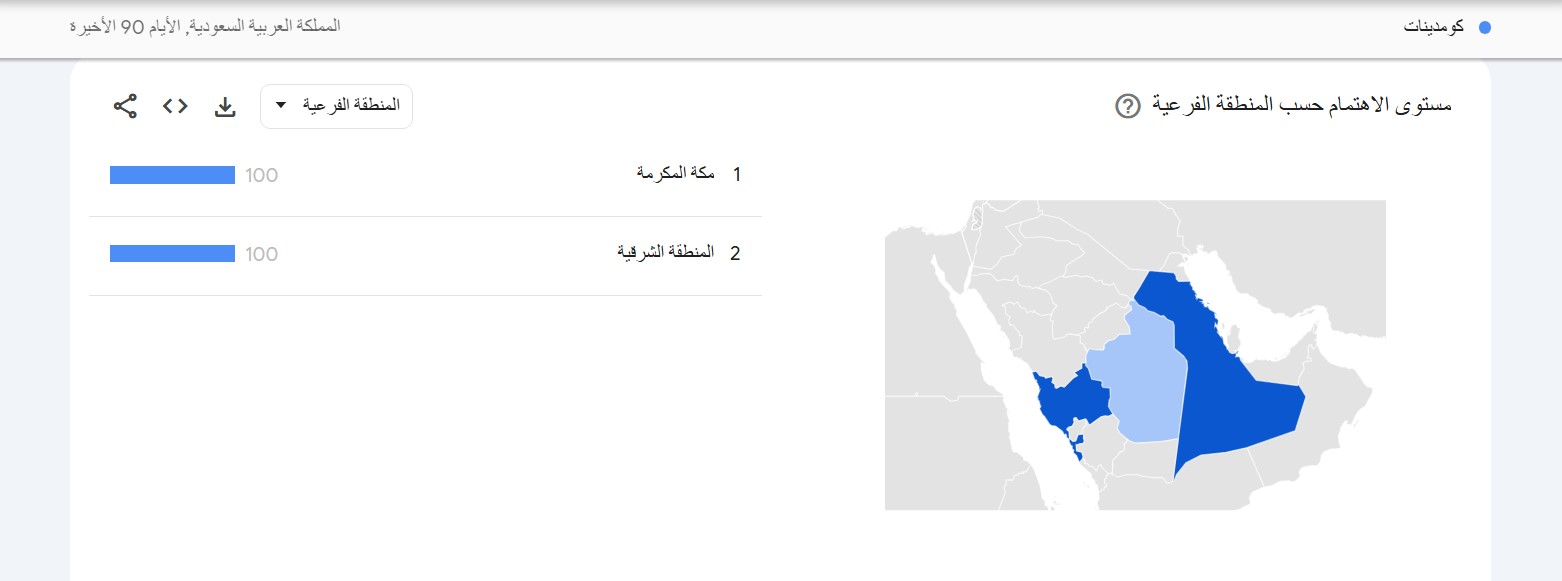 كومدينات
المملكة العربية السعودية, الأيام 90 الأخيرة
مستوى الاهتمام حسب المنطقة الفرعية
المنطقة الفرعية
1 مكة المكرمة 100
2 المنطقة الشرقية 100